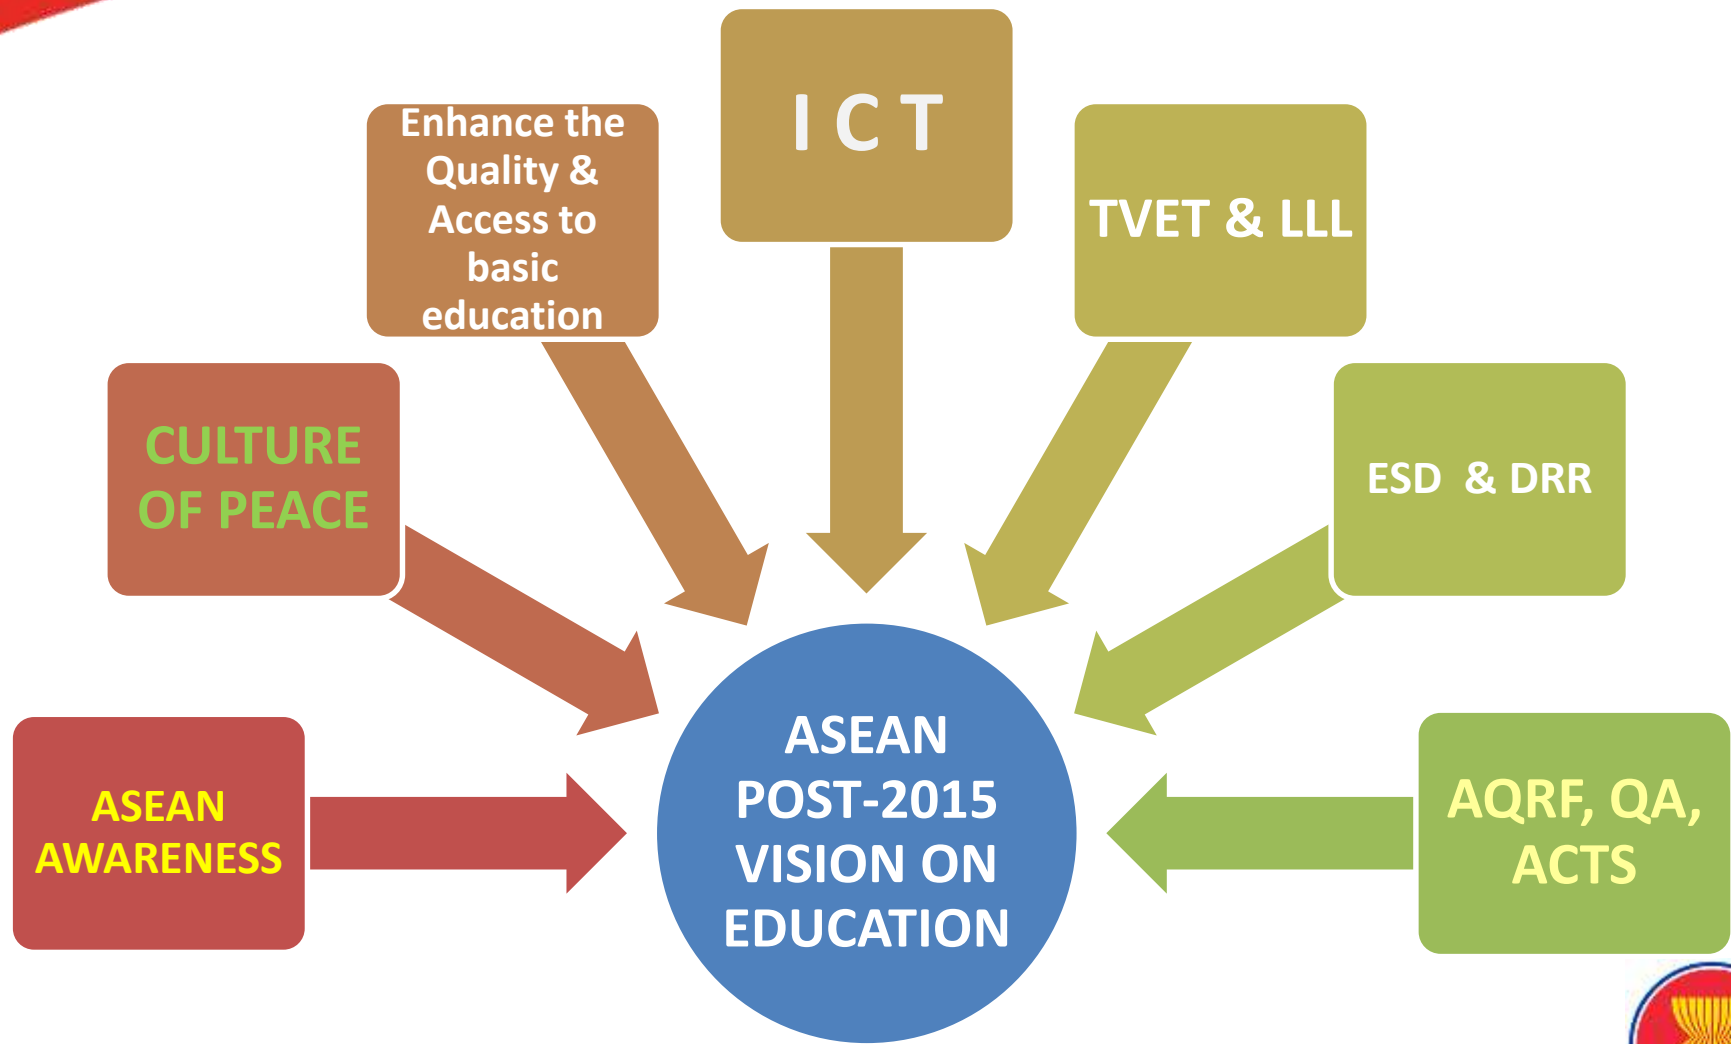 I C T
Enhance the
Quality &
Access to
basic
education
TVET & LLL
CULTURE
OF PEACE
ESD & DRR
ASEAN
AWARENESS
ASEAN
POST-2015
VISION ON
EDUCATION
AQRF, QA,
ACTS